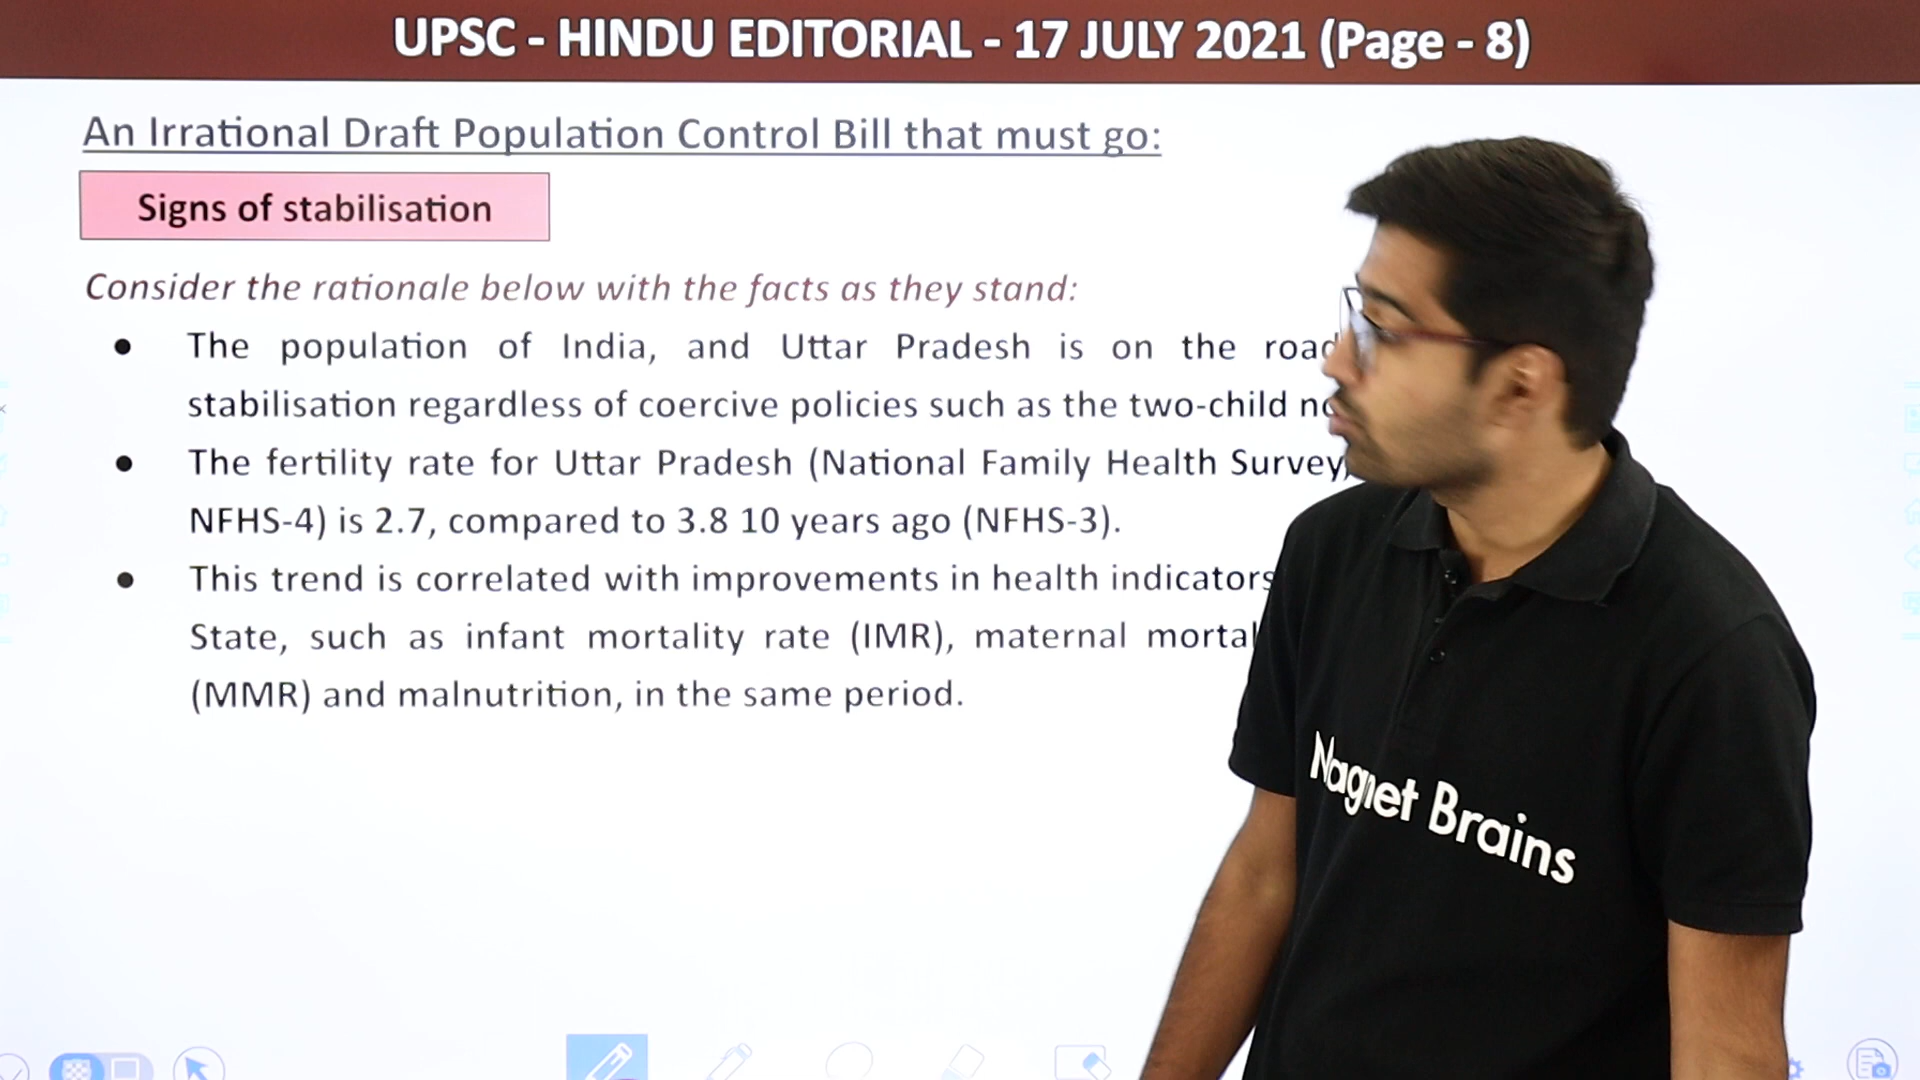 UPSC - HINDU EDITORIAL - 17 JULY 2021 (Page - 8)
An Irrational Draft Population Control Bill that must go:
Signs of stabilisation
Consider the rationale below with the facts as they stand:
● The population of India, and Uttar Pradesh is on the
stabilisation regardless of coercive policies such as the two-child
● The fertility rate for Uttar Pradesh (National Family Health Survey,
NFHS-4) is 2.7, compared to 3.8 10 years ago (NFHS-3).
● This trend is correlated with improvements in health indicators
State, such as infant mortality rate (IMR), maternal
(MMR) and malnutrition, in the same period.
Magnet Brains